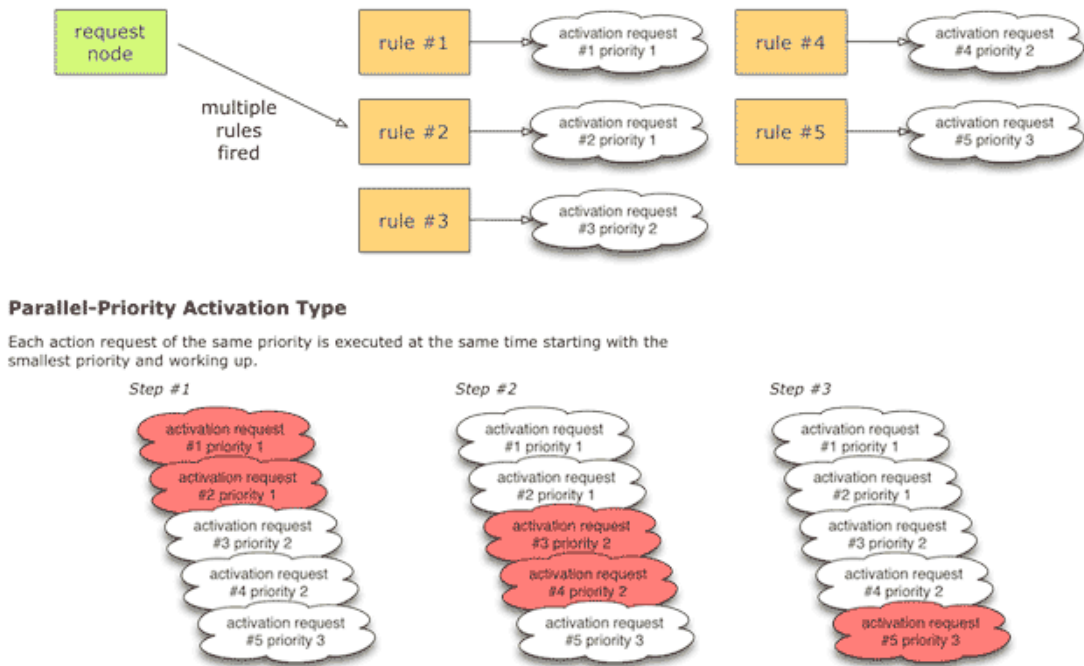 request
node
multiple
rules
fired
rule #1
activation request
#1 priority 1
rule #2
activation request
#2 priority 1
rule #3
activation request
#3 priority 2
rule #4
activation request
#4 priority 2
rule #5
activation request
#5 priority 3
Parallel-Priority Activation Type
Each action request of the same priority is executed at the same time starting with the
smallest priority and working up.
Step #1
activation request
#1 priority 1
activation request
#2 priority 1
activation request
#3 priority 2
activation request
#4 priority 2
activation request
#5 priority 3
Step #2
activation request
#1 priority 1
activation request
#2 priority 1
activation request
#3 priority 2
activation request
#4 priority 2
activation request
#5 priority 3
Step #3
activation request
#1 priority 1
activation request
#2 priority 1
activation request
#3 priority 2
activation request
#4 priority 2
activation request
#5 priority 3